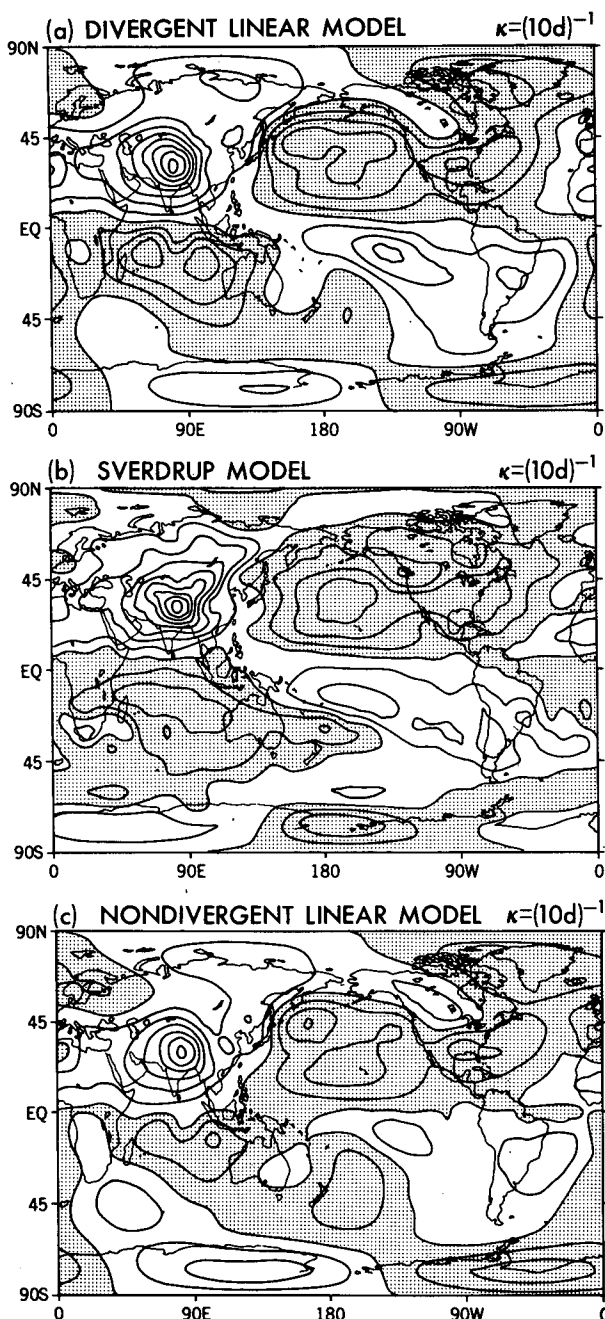 (a) DIVERGENT LINEAR MODEL κ=(10d)⁻¹
90N
45
EQ
45
90S
0 90E 180 90W 0
(b) SVERDRUP MODEL κ=(10d)⁻¹
90N
45
EQ
45
90S
0 90E 180 90W 0
(c) NONDIVERGENT LINEAR MODEL κ=(10d)⁻¹
90N
45
EQ
45
90S
0 90E 180 90W 0